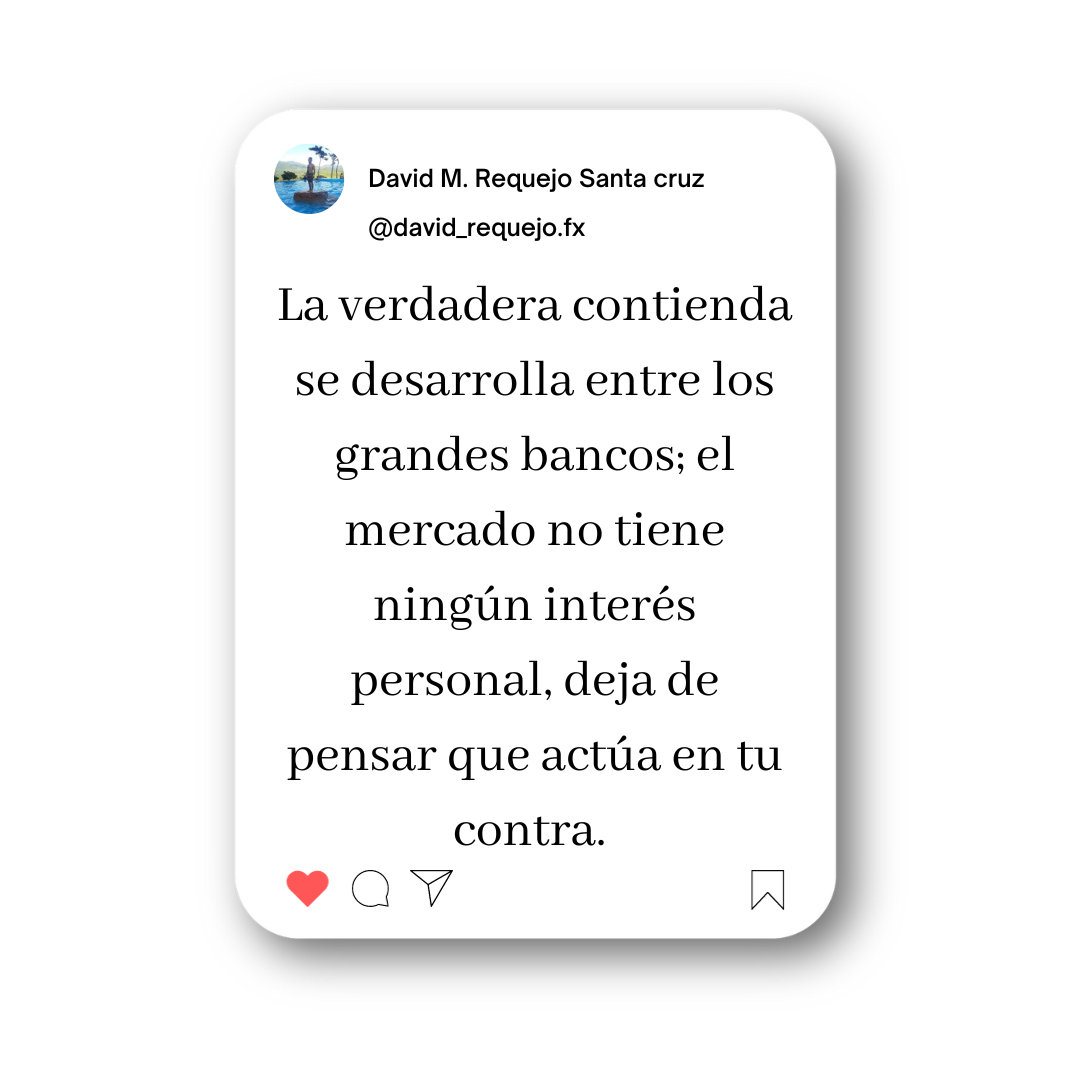 David M. Requejo Santa cruz
@david_requejo.fx
La verdadera contienda
se desarrolla entre los
grandes bancos; el
mercado no tiene
ningún interés
personal, deja de
pensar que actúa en tu
contra.